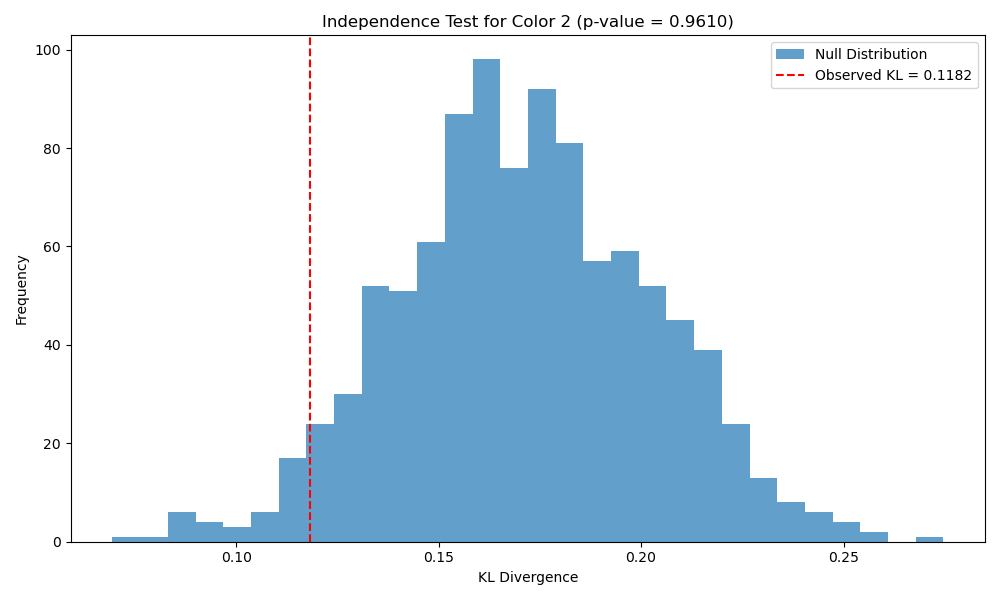 Independence Test for Color 2 (p-value = 0.9610)
Null Distribution
Observed KL = 0.1182
Frequency
100
80
60
40
20
0
0.10
0.15
0.20
0.25
KL Divergence